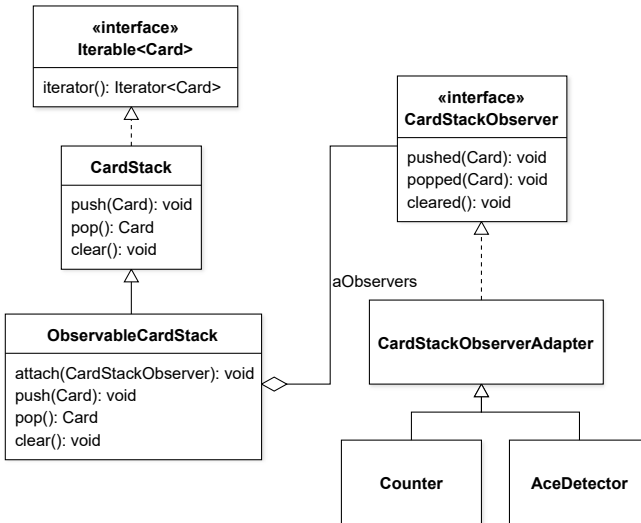 «interface»
Iterable<Card>
iterator(): Iterator<Card>
CardStack
push(Card): void
pop(): Card
clear(): void
ObservableCardStack
attach(CardStackObserver): void
push(Card): void
pop(): Card
clear(): void
aObservers
«interface»
CardStackObserver
pushed(Card): void
popped(Card): void
cleared(): void
CardStackObserverAdapter
Counter
AceDetector